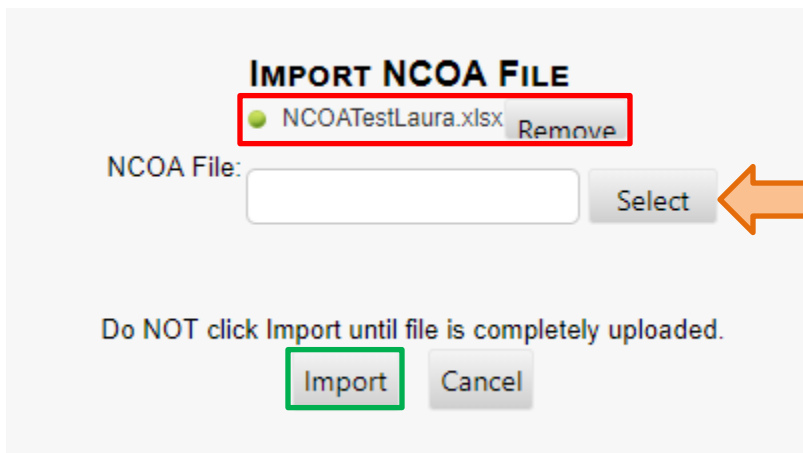 IMPORT NCOA FILE
NCOATestLaura.xlsx Remove
NCOA File:
Select
Do NOT click Import until file is completely uploaded.
Import Cancel